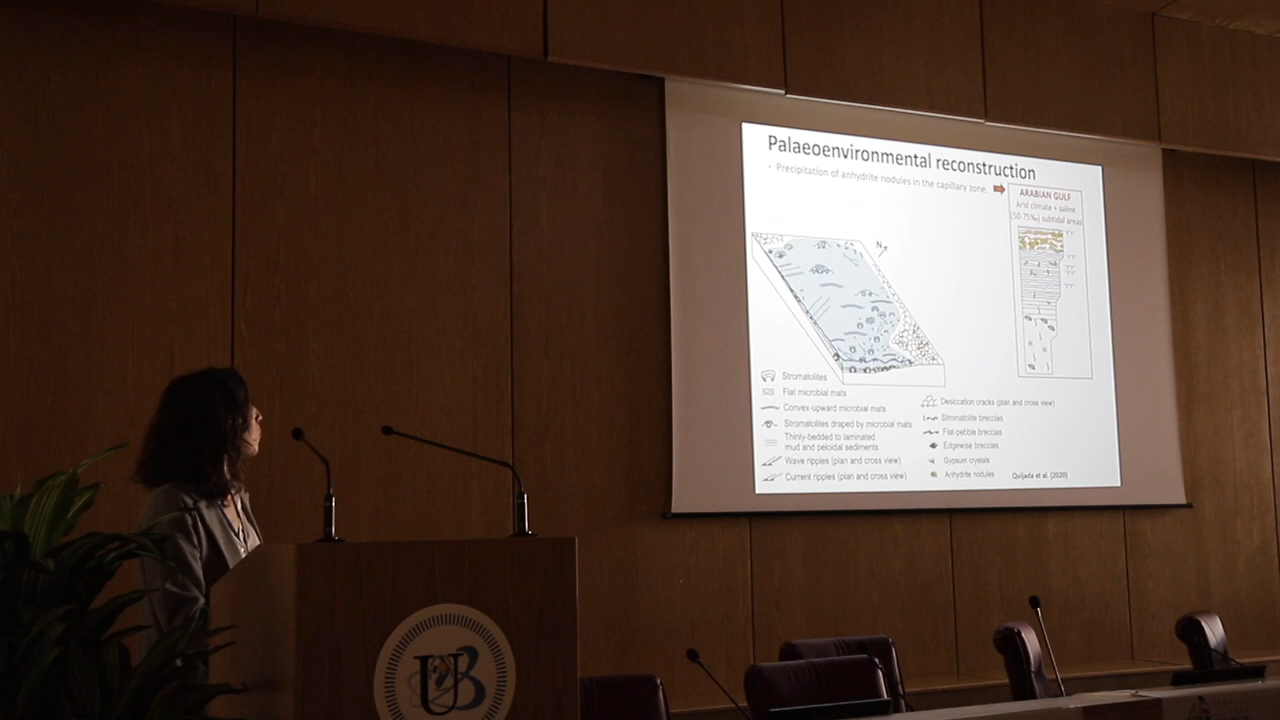 Palaeoenvironmental reconstruction
- Precipitation of anhydrite nodules in the capillary zone.
ARABIAN GULF
Arid climate + saline
(50-75‰) subtidal areas
N
Stromatolites
Flat microbial mats
Convex-upward microbial mats
Stromatolites draped by microbial mats
Thinly-bedded to laminated
mud and peloidal sediments
Wave ripples (plan and cross view)
Current ripples (plan and cross view)
Desiccation cracks (plan and cross view)
Stromatolite breccias
Flat-pebble breccias
Edgewise breccias
Gypsum crystals
Anhydrite nodules
Quijada et al. (2020)
UB